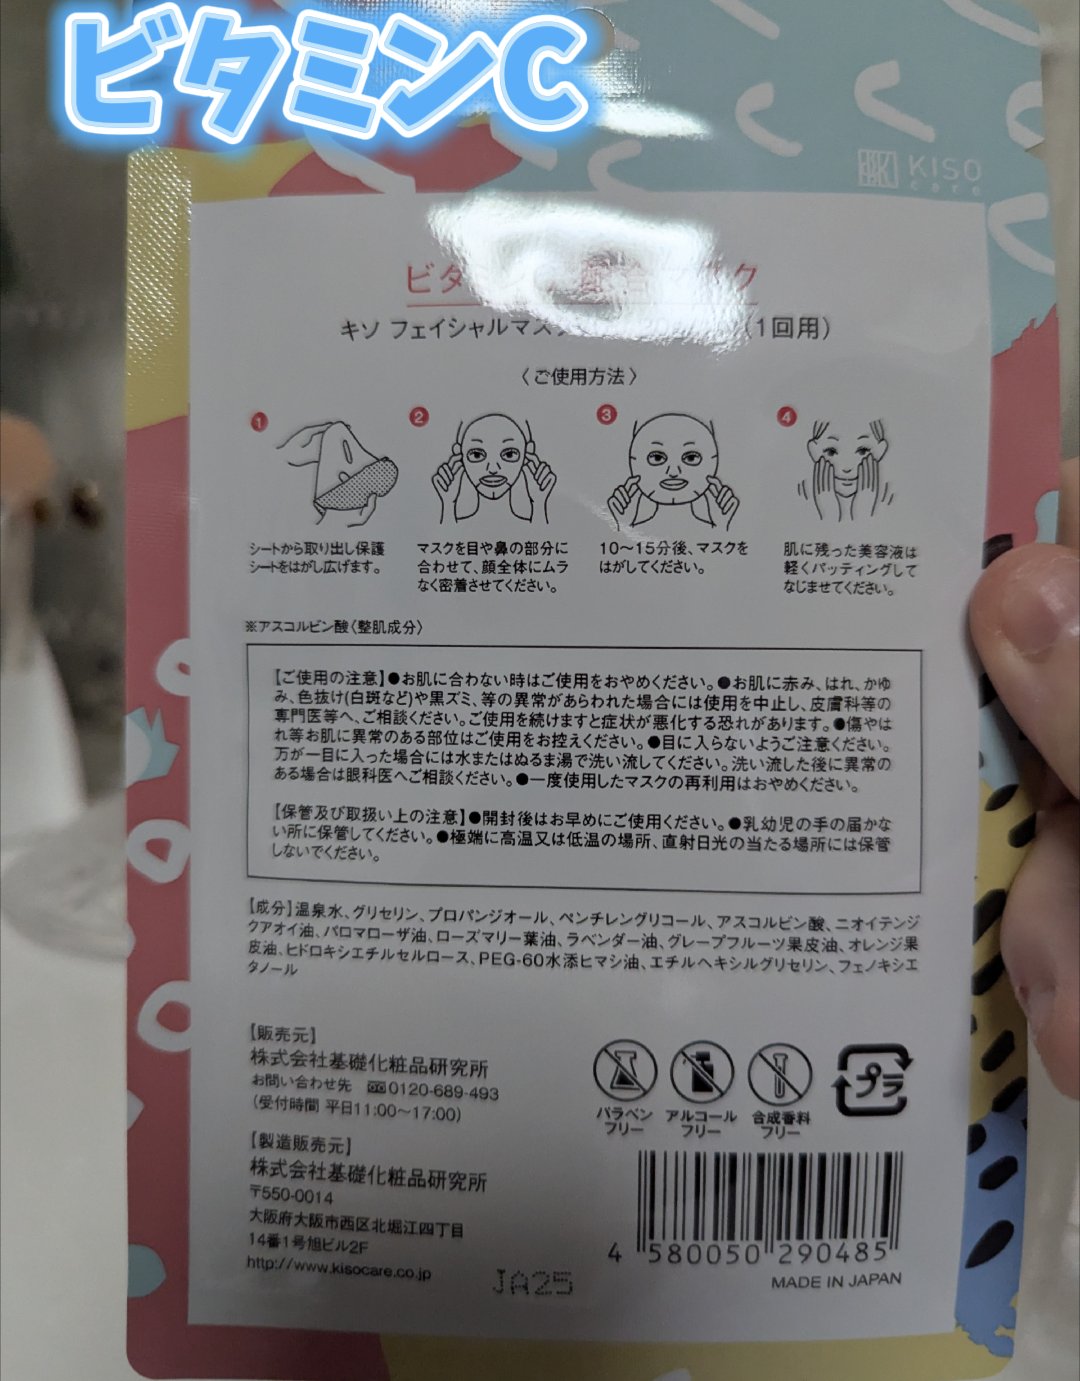 ビタミンC
KISO
care
ビタ 配合マスク
キソ フェイシャルマス (1回用)
〈ご使用方法〉
1 2 3 4
シートから取り出し保護
シートをはがし広げます。
マスクを目や鼻の部分に
合わせて、顔全体にムラ
なく密着させてください。
10〜15分後、マスクを
はがしてください。
肌に残った美容液は
軽くパッティングして
なじませてください。
※アスコルビン酸〈整肌成分〉
【ご使用の注意】●お肌に合わない時はご使用をおやめください。●お肌に赤み、はれ、かゆ
み、色抜け(白斑など)や黒ズミ、等の異常があらわれた場合には使用を中止し、皮膚科等の
専門医等へ、ご相談ください。ご使用を続けますと症状が悪化する恐れがあります。●傷やは
れ等お肌に異常のある部位はご使用をお控えください。●目に入らないようご注意ください。
万が一目に入った場合には水またはぬるま湯で洗い流してください。洗い流した後に異常の
ある場合は眼科医へご相談ください。●一度使用したマスクの再利用はおやめください。
【保管及び取扱い上の注意】●開封後はお早めにご使用ください。●乳幼児の手の届かな
い所に保管してください。●極端に高温又は低温の場所、直射日光の当たる場所には保管
しないでください。
【成分】温泉水、グリセリン、プロパンジオール、ペンチレングリコール、アスコルビン酸、ニオイテンジ
クアオイ油、パロマローザ油、ローズマリー葉油、ラベンダー油、グレープフルーツ果皮油、オレンジ果
皮油、ヒドロキシエチルセルロース、PEG-60水添ヒマシ油、エチルヘキシルグリセリン、フェノキシエ
タノール
【販売元】
株式会社基礎化粧品研究所
お問い合わせ先 0120-689-493
(受付時間 平日11:00〜17:00)
【製造販売元】
株式会社基礎化粧品研究所
〒550-0014
大阪府大阪市西区北堀江四丁目
14番1号旭ビル2F
http://www.kisocare.co.jp
JA25
パラベン
フリー
アルコール
フリー
合成香料
フリー
プラ
4 580050 290485
MADE IN JAPAN